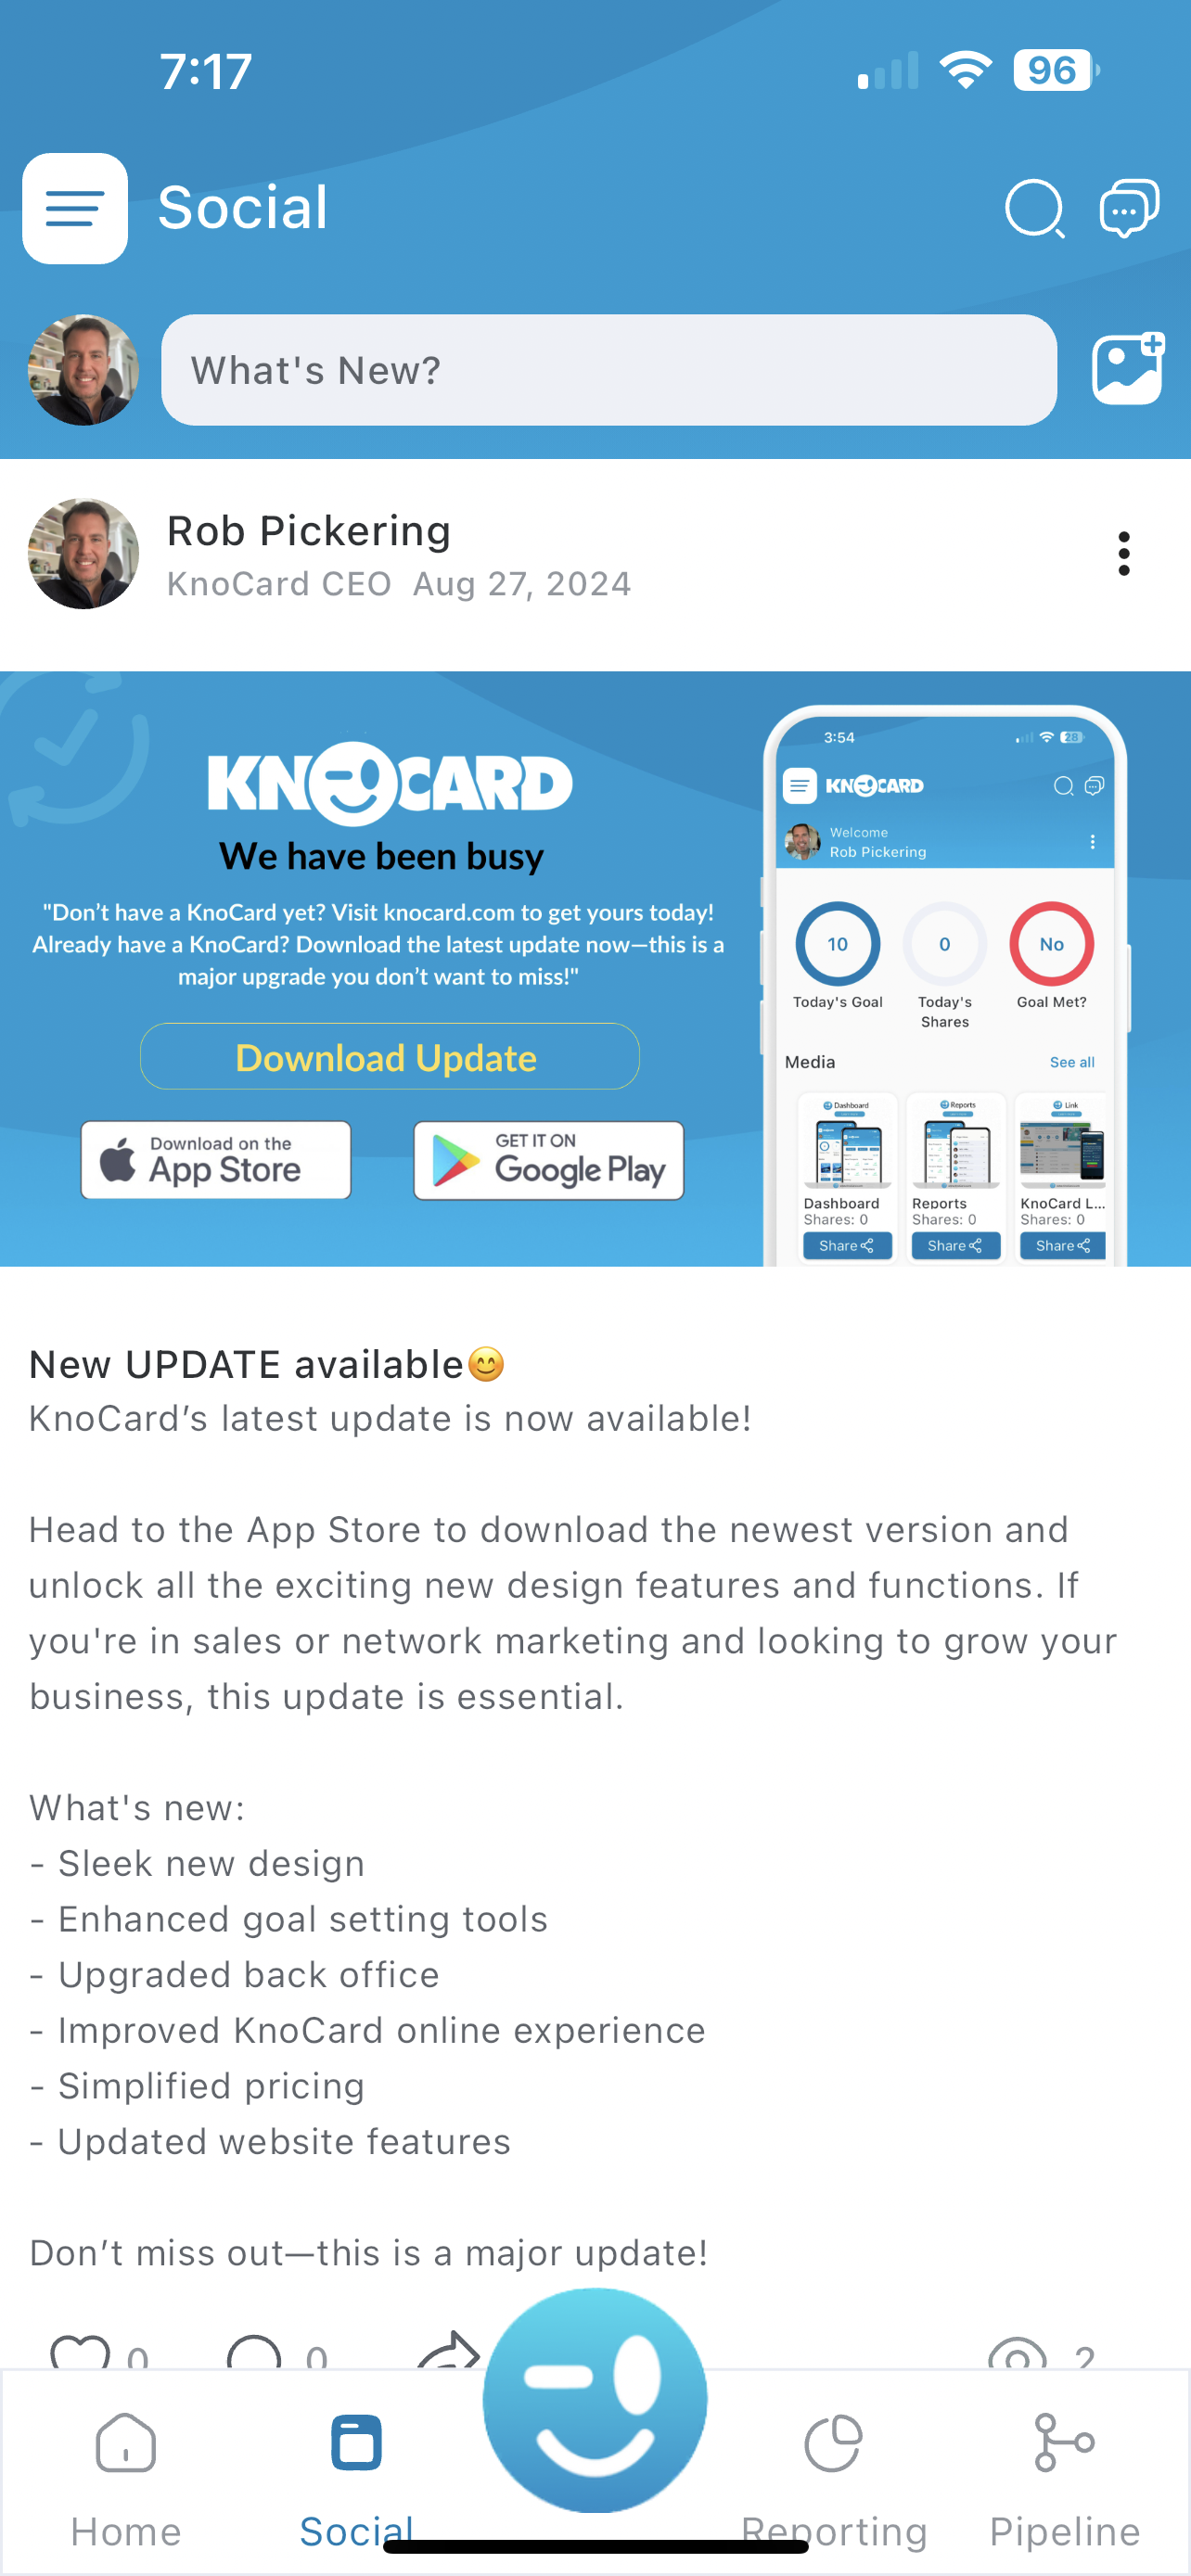 7:17
96
Social
What's New?
Rob Pickering
KnoCard CEO Aug 27, 2024
KNOCARD
We have been busy
"Don’t have a KnoCard yet? Visit knocard.com to get yours today!
Already have a KnoCard? Download the latest update now—this is a
major upgrade you don’t want to miss!"
Download Update
Download on the
App Store
GET IT ON
Google Play
3:54
28
KNOCARD
Welcome
Rob Pickering
10
0
No
Today's Goal
Today's
Shares
Goal Met?
Media
See all
Dashboard
Reports
Link
Dashboard
Reports
KnoCard L...
Shares: 0
Shares: 0
Shares: 0
Share
Share
Share
New UPDATE available😊
KnoCard’s latest update is now available!
Head to the App Store to download the newest version and
unlock all the exciting new design features and functions. If
you're in sales or network marketing and looking to grow your
business, this update is essential.
What's new:
- Sleek new design
- Enhanced goal setting tools
- Upgraded back office
- Improved KnoCard online experience
- Simplified pricing
- Updated website features
Don’t miss out—this is a major update!
0
0
2
Home
Social
Reporting
Pipeline